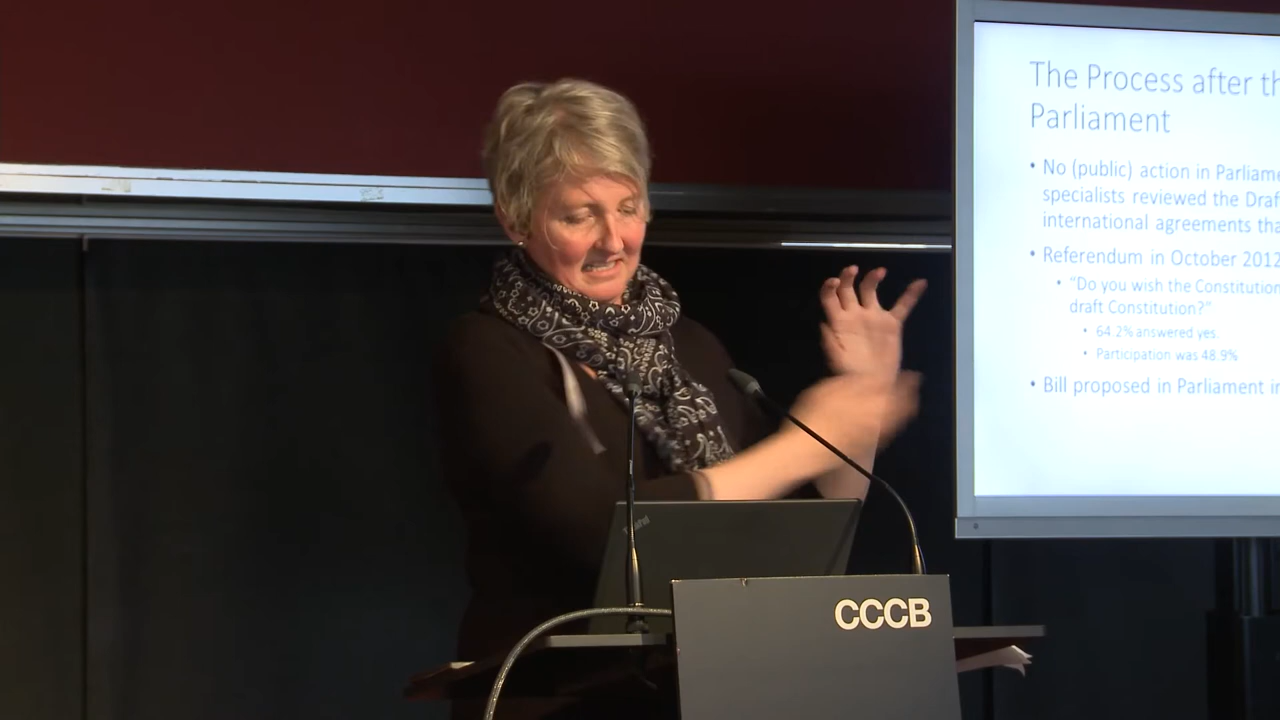 The Process after th
Parliament
• No (public) action in Parliame
specialists reviewed the Draf
international agreements tha
• Referendum in October 2012
• "Do you wish the Constitution
draft Constitution?"
• 64.2% answered yes.
• Participation was 48.9%
• Bill proposed in Parliament in
CCCB